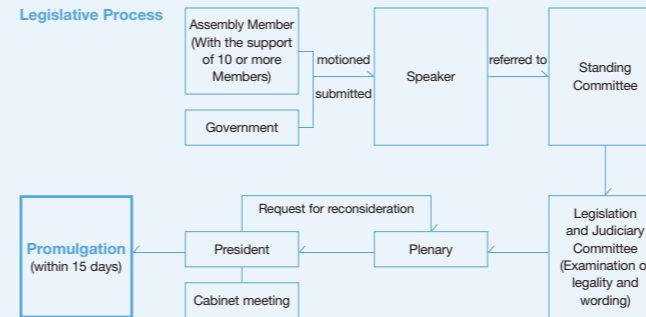 Legislative Process
Assembly Member
(With the support
of 10 or more
Members)
Government
motioned
submitted
Speaker
referred to
Standing
Committee
Legislation
and Judiciary
Committee
(Examination o
legality and
wording)
Plenary
Request for reconsideration
President
Cabinet meeting
Promulgation
(within 15 days)